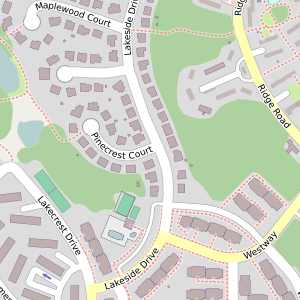 Maplewood Court
Lakeside Drive
Ridge Road
Pinecrest Court
Lakecrest Drive
Westway
Lakeside Drive